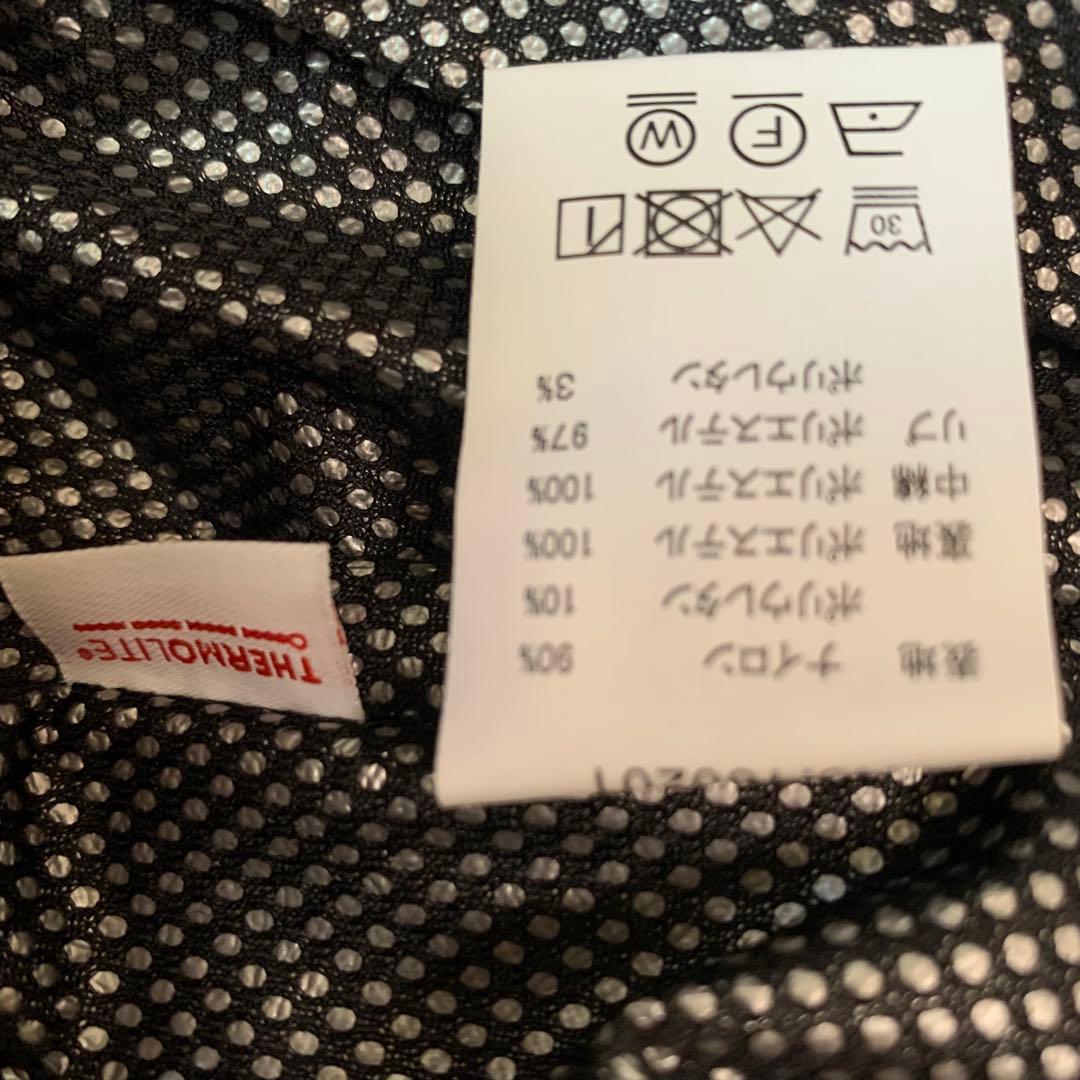 表地 ナイロン 90%
ポリウレタン 10%
裏地 ポリエステル 100%
中綿 ポリエステル 100%
リブ ポリエステル 97%
ポリウレタン 3%
30
F W
THERMOLITE®